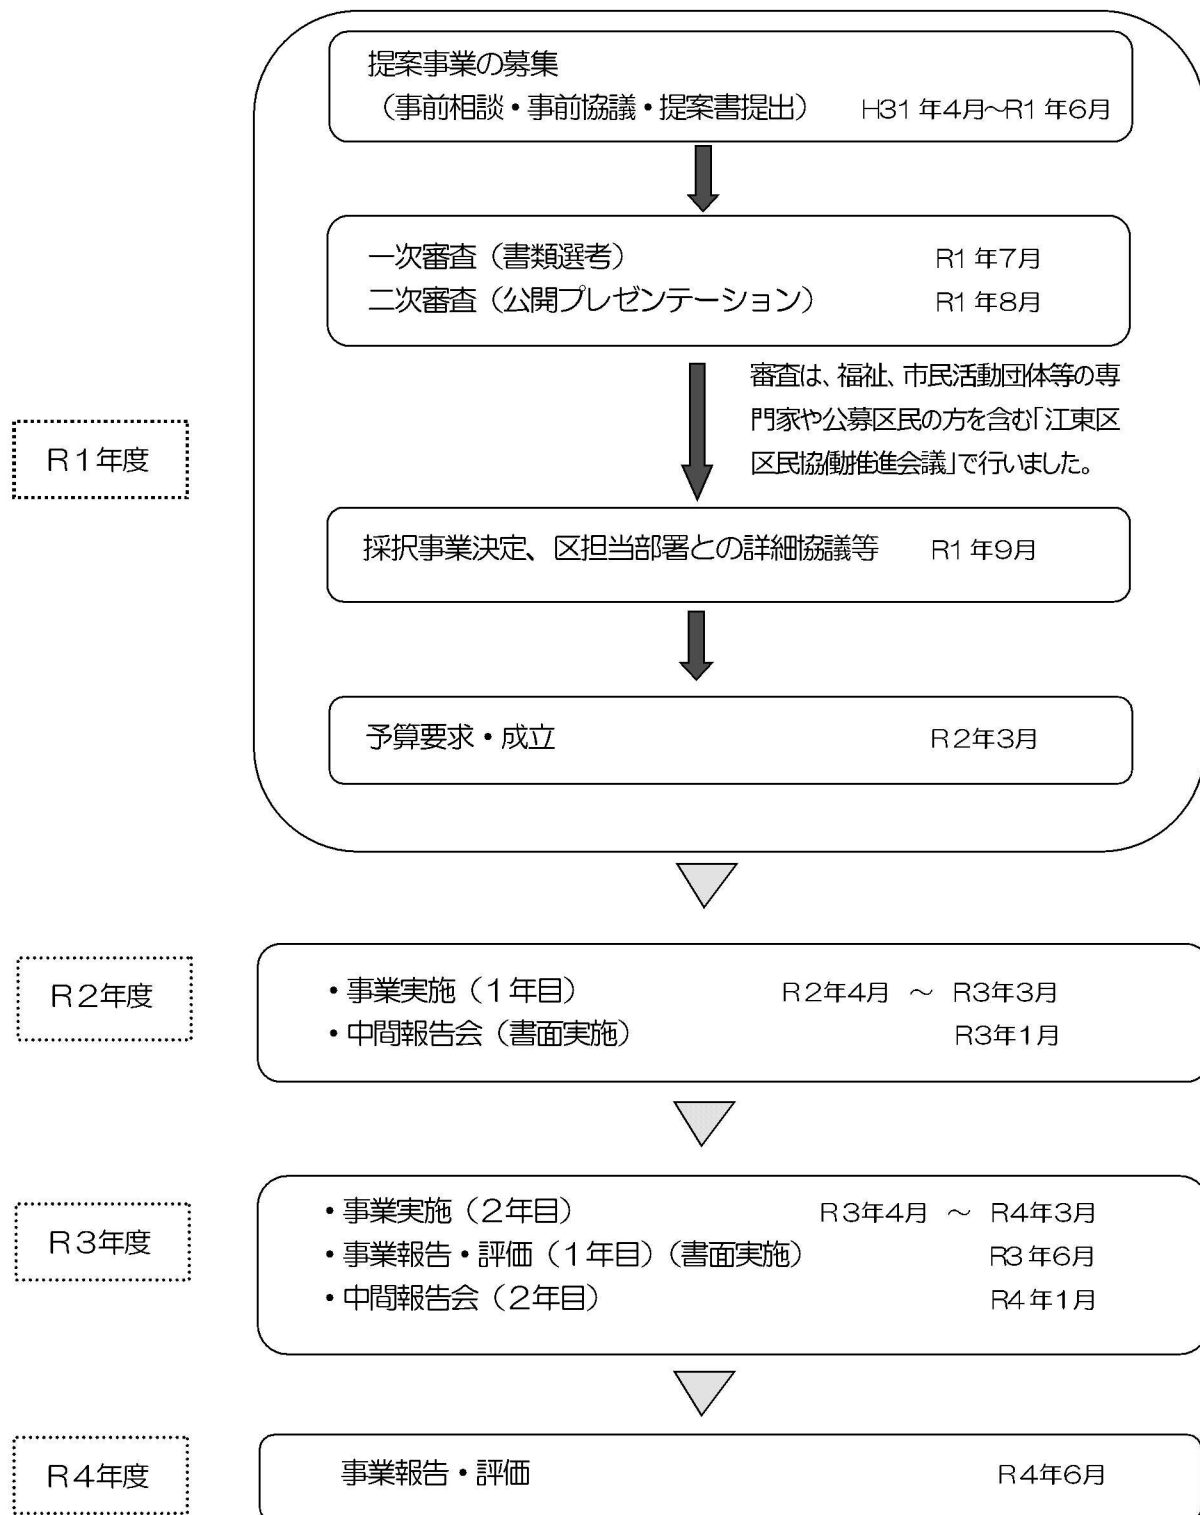 提案事業の募集
（事前相談・事前協議・提案書提出） H31年4月～R1年6月
一次審査（書類選考） R1年7月
二次審査（公開プレゼンテーション） R1年8月
審査は、福祉、市民活動団体等の専
門家や公募区民の方を含む「江東区
区民協働推進会議」で行いました。
R1年度
採択事業決定、区担当部署との詳細協議等 R1年9月
予算要求・成立 R2年3月
R2年度
・事業実施（1年目） R2年4月 ～ R3年3月
・中間報告会（書面実施） R3年1月
R3年度
・事業実施（2年目） R3年4月 ～ R4年3月
・事業報告・評価（1年目）（書面実施） R3年6月
・中間報告会（2年目） R4年1月
R4年度
事業報告・評価 R4年6月